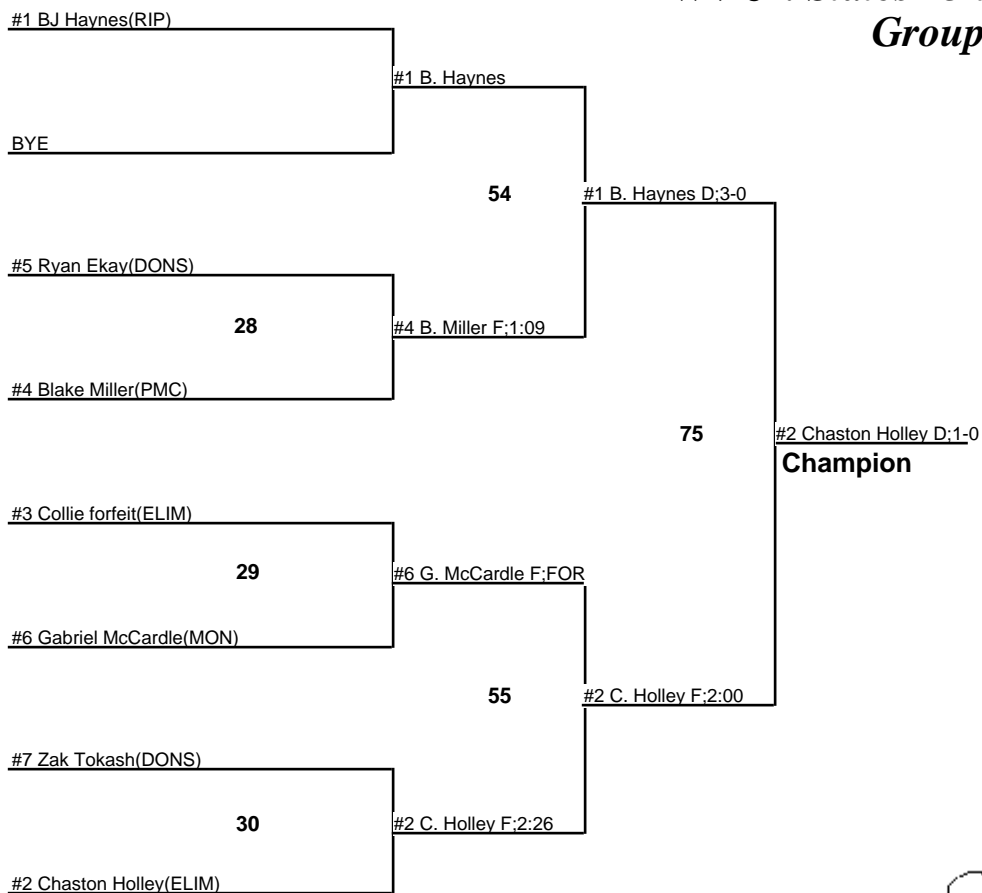 Group
#1 BJ Haynes(RIP)
#1 B. Haynes
BYE
54
#1 B. Haynes D;3-0
#5 Ryan Ekay(DONS)
28
#4 B. Miller F;1:09
#4 Blake Miller(PMC)
75
#2 Chaston Holley D;1-0
Champion
#3 Collie forfeit(ELIM)
29
#6 G. McCardle F;FOR
#6 Gabriel McCardle(MON)
55
#2 C. Holley F;2:00
#7 Zak Tokash(DONS)
30
#2 C. Holley F;2:26
#2 Chaston Holley(ELIM)